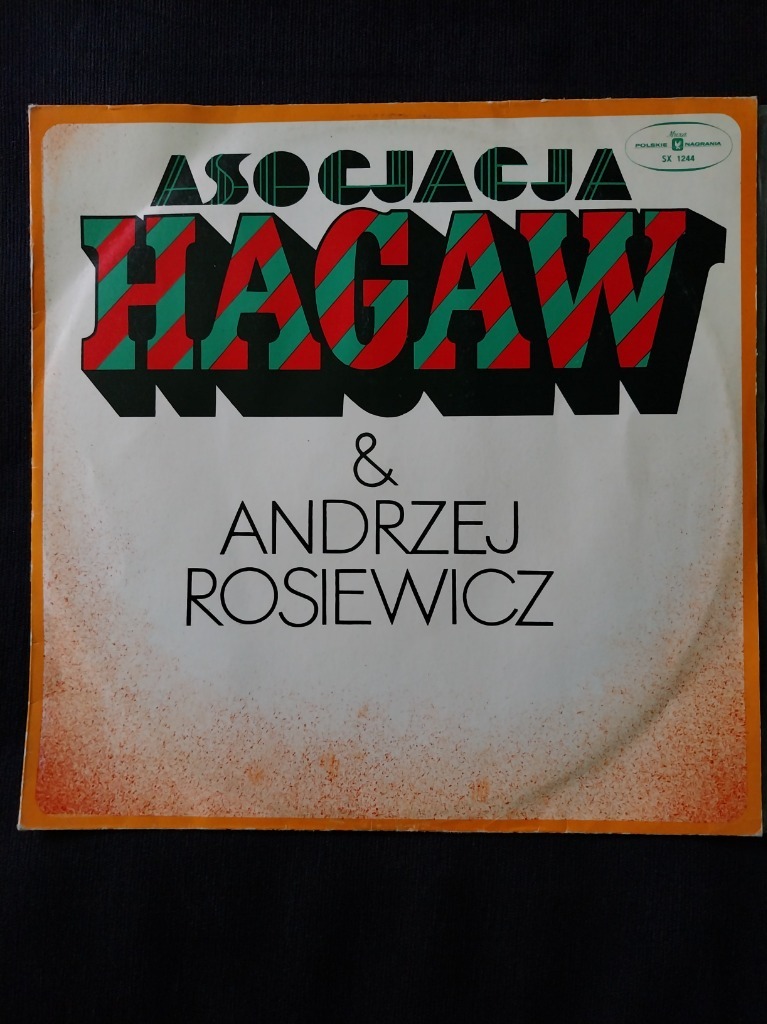 Muza
POLSKIE NAGRANIA
SX 1244
ASOCJACJA
HAGAW
&
ANDRZEJ
ROSIEWICZ